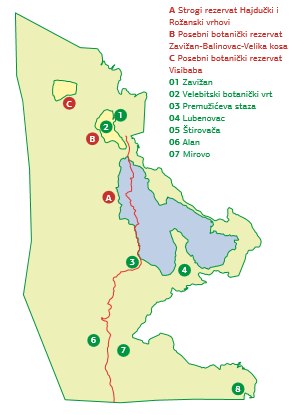 A Strogi rezervat Hajdučki i
Rožanski vrhovi
B Posebni botanički rezervat
Zavižan-Balinovac-Velika kosa
C Posebni botanički rezervat
Visibaba
01 Zavižan
02 Velebitski botanički vrt
03 Premužićeva staza
04 Lubenovac
05 Štirovača
06 Alan
07 Mirovo
C
1
2
B
A
3
4
6
7
8